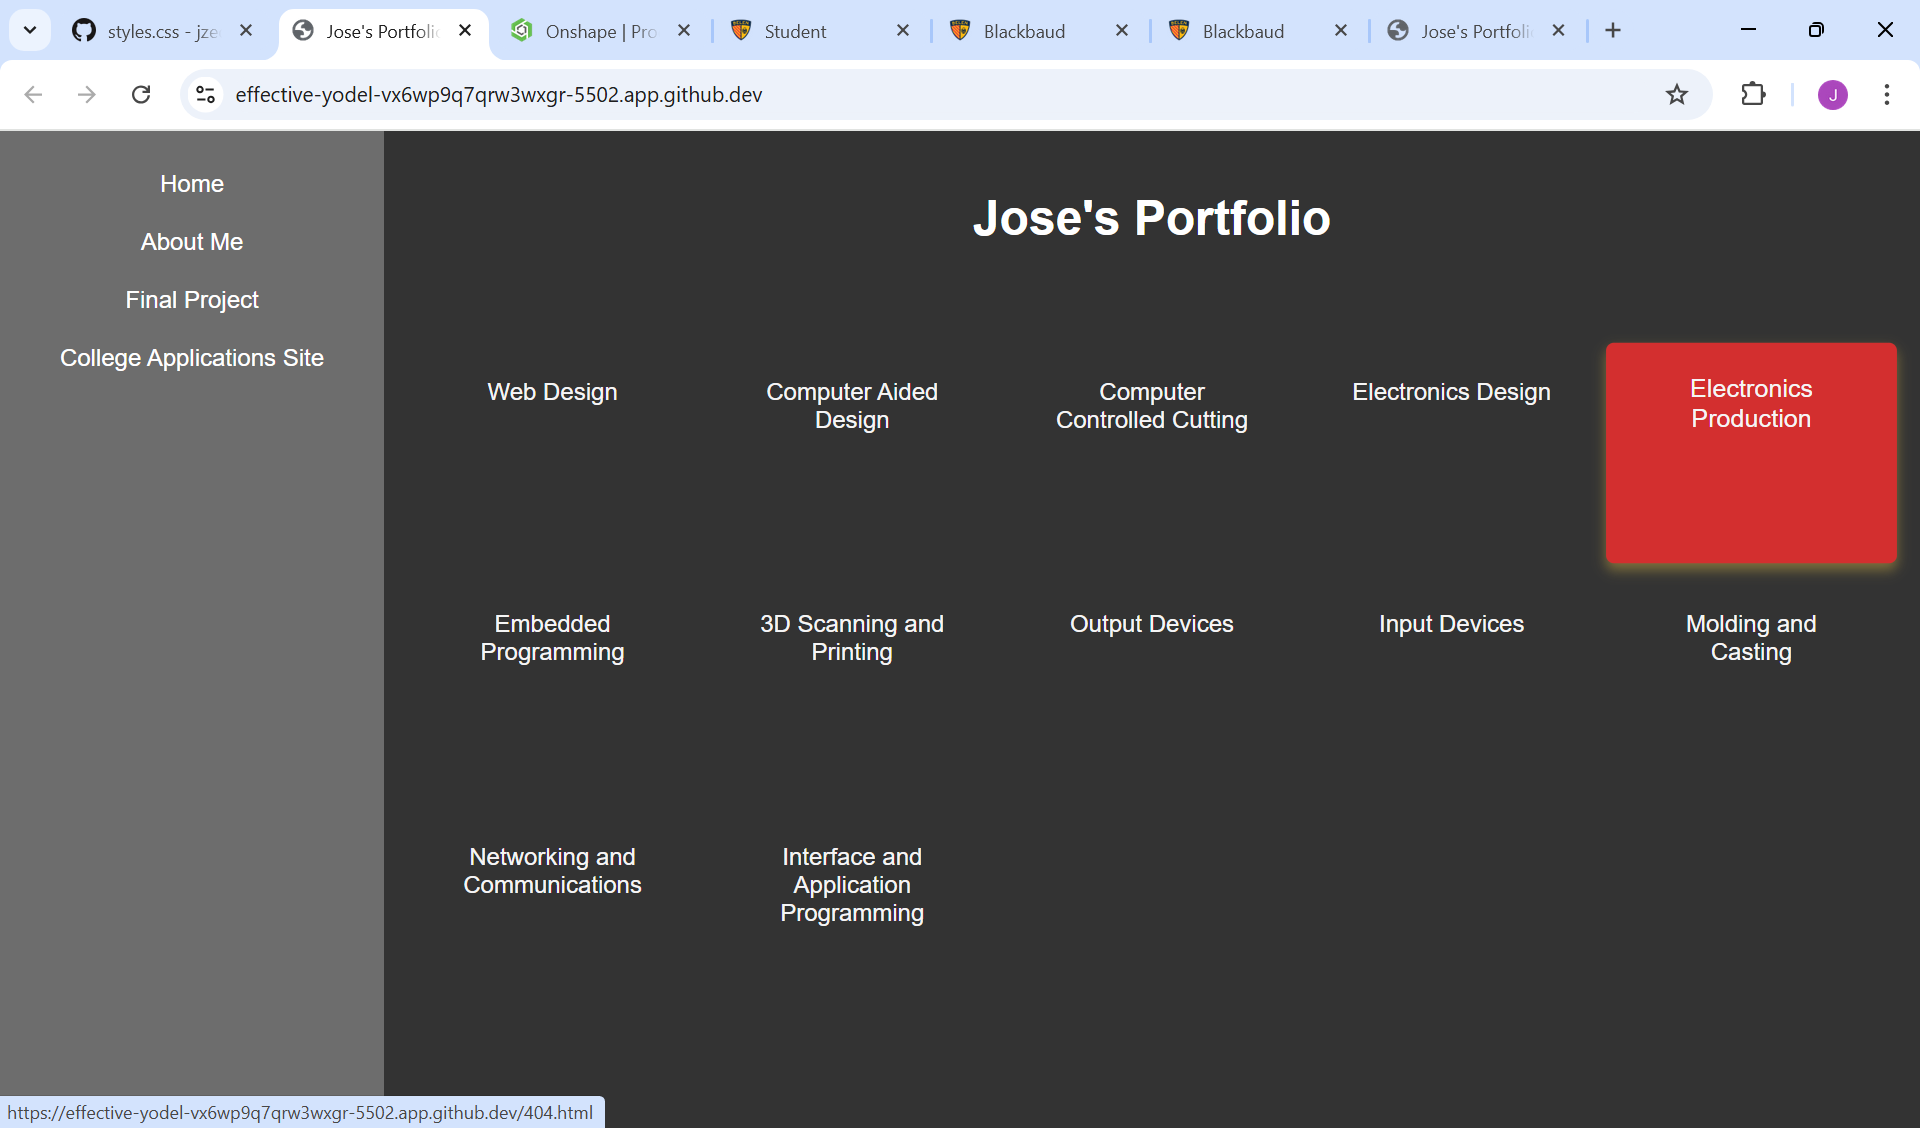 styles.css - jze
Jose's Portfoli
Onshape | Pro
Student
Blackbaud
Blackbaud
Jose's Portfoli
effective-yodel-vx6wp9q7qrw3wxgr-5502.app.github.dev
J
Home
About Me
Final Project
College Applications Site
Jose's Portfolio
Web Design
Computer Aided
Design
Computer
Controlled Cutting
Electronics Design
Electronics
Production
Embedded
Programming
3D Scanning and
Printing
Output Devices
Input Devices
Molding and
Casting
Networking and
Communications
Interface and
Application
Programming
https://effective-yodel-vx6wp9q7qrw3wxgr-5502.app.github.dev/404.html